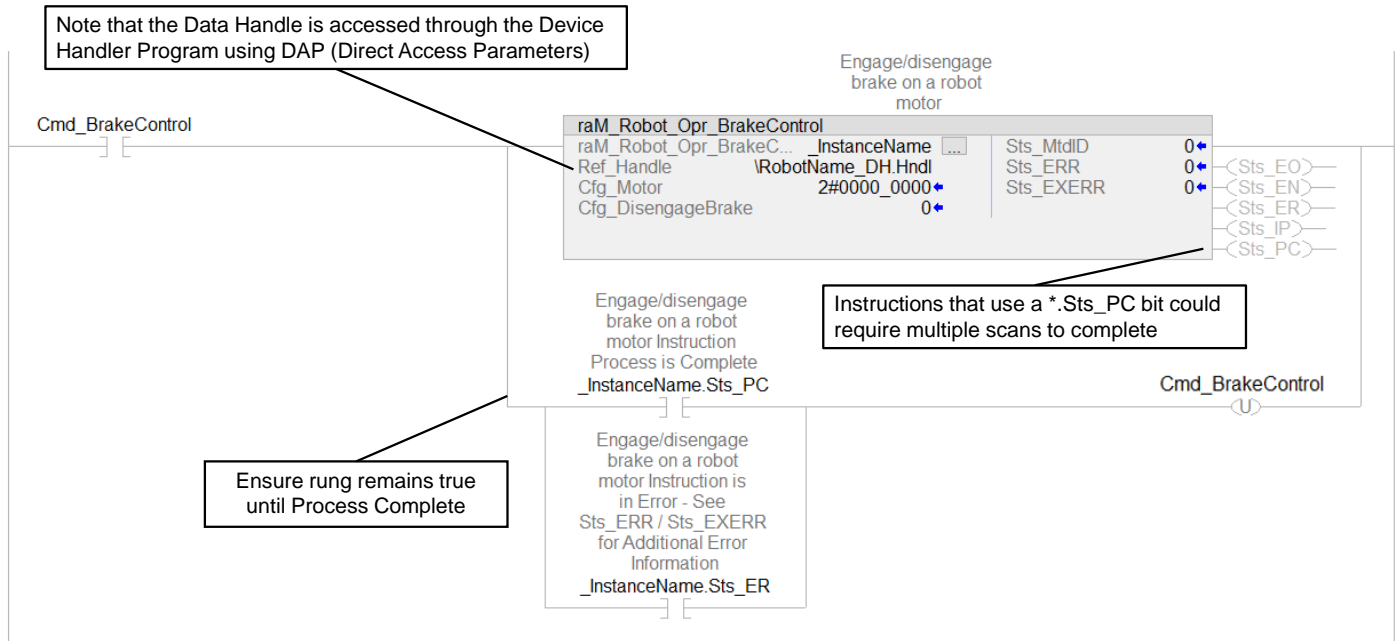 Note that the Data Handle is accessed through the Device
Handler Program using DAP (Direct Access Parameters)
Engage/disengage
brake on a robot
motor
Cmd_BrakeControl
raM_Robot_Opr_BrakeControl
raM_Robot_Opr_BrakeC... _InstanceName ... Sts_MtdID 0
Ref_Handle \RobotName_DH.Hndl Sts_ERR 0 Sts_EO
Cfg_Motor 2#0000_0000 Sts_EXERR 0 Sts_EN
Cfg_DisengageBrake 0 Sts_ER
Sts_IP
Sts_PC
Instructions that use a *.Sts_PC bit could
require multiple scans to complete
Engage/disengage
brake on a robot
motor Instruction
Process is Complete
_InstanceName.Sts_PC
Cmd_BrakeControl
U
Ensure rung remains true
until Process Complete
Engage/disengage
brake on a robot
motor Instruction is
in Error - See
Sts_ERR / Sts_EXERR
for Additional Error
Information
_InstanceName.Sts_ER